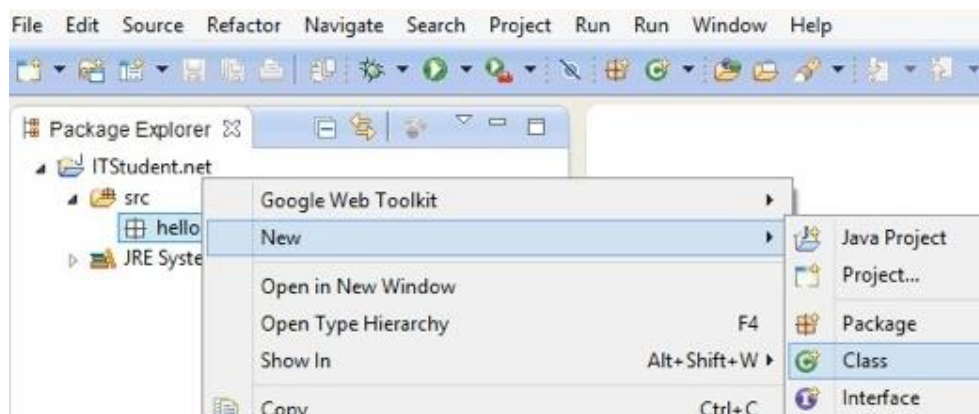 File Edit Source Refactor Navigate Search Project Run Run Window Help
Package Explorer
ITStudent.net
src
hello
JRE Syste
Google Web Toolkit
New
Open in New Window
Open Type Hierarchy F4
Show In Alt+Shift+W
Copy Ctrl+C
Java Project
Project...
Package
Class
Interface